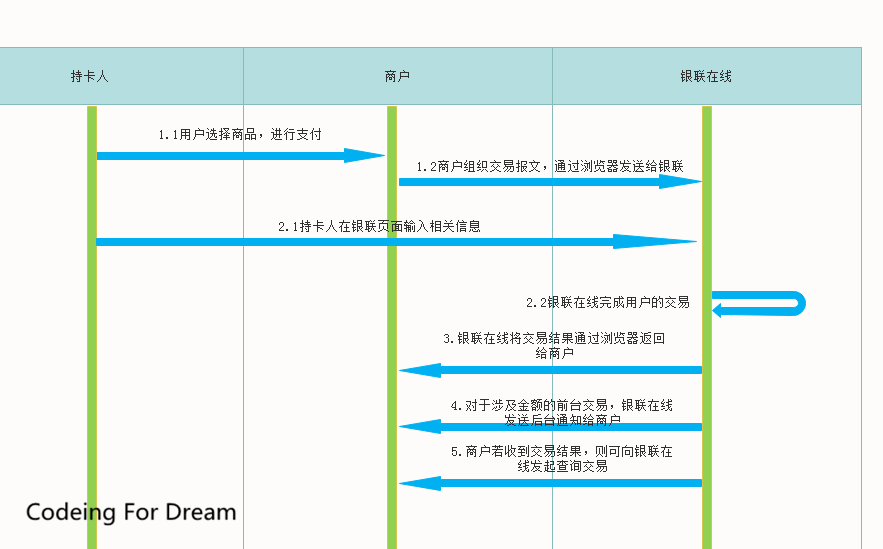 持卡人
商户
银联在线
1.1用户选择商品，进行支付
1.2商户组织交易报文，通过浏览器发送给银联
2.1持卡人在银联页面输入相关信息
2.2银联在线完成用户的交易
3.银联在线将交易结果通过浏览器返回
给商户
4.对于涉及金额的前台交易，银联在线
发送后台通知给商户
5.商户若收到交易结果，则可向银联在
线发起查询交易
Codeing For Dream